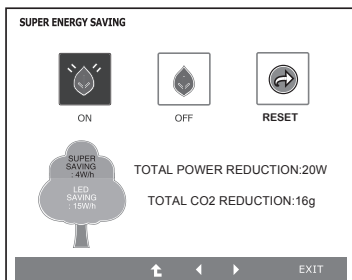 SUPER ENERGY SAVING
ON
OFF
RESET
SUPER
SAVING
: 4W/h
LED
SAVING
: 15W/h
TOTAL POWER REDUCTION:20W
TOTAL CO2 REDUCTION:16g
EXIT